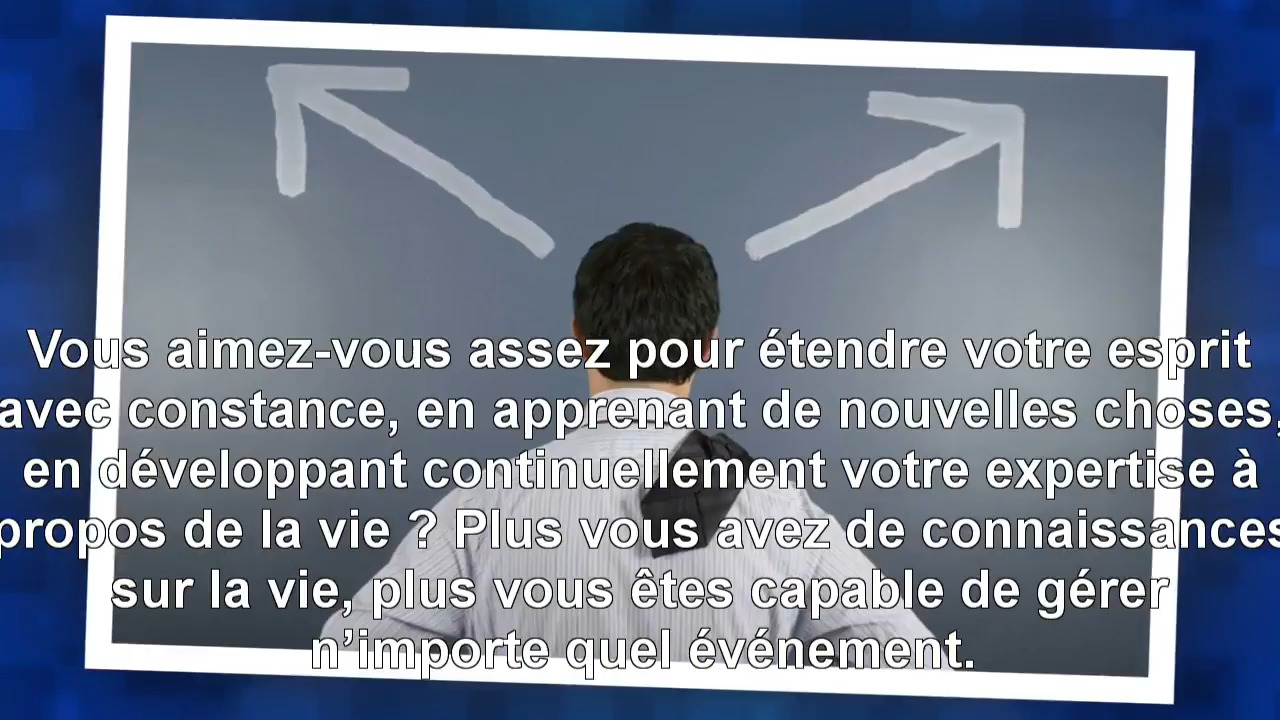 Vous aimez-vous assez pour étendre votre esprit
avec constance, en apprenant de nouvelles choses,
en développant continuellement votre expertise à
propos de la vie ? Plus vous avez de connaissances
sur la vie, plus vous êtes capable de gérer
n’importe quel événement.